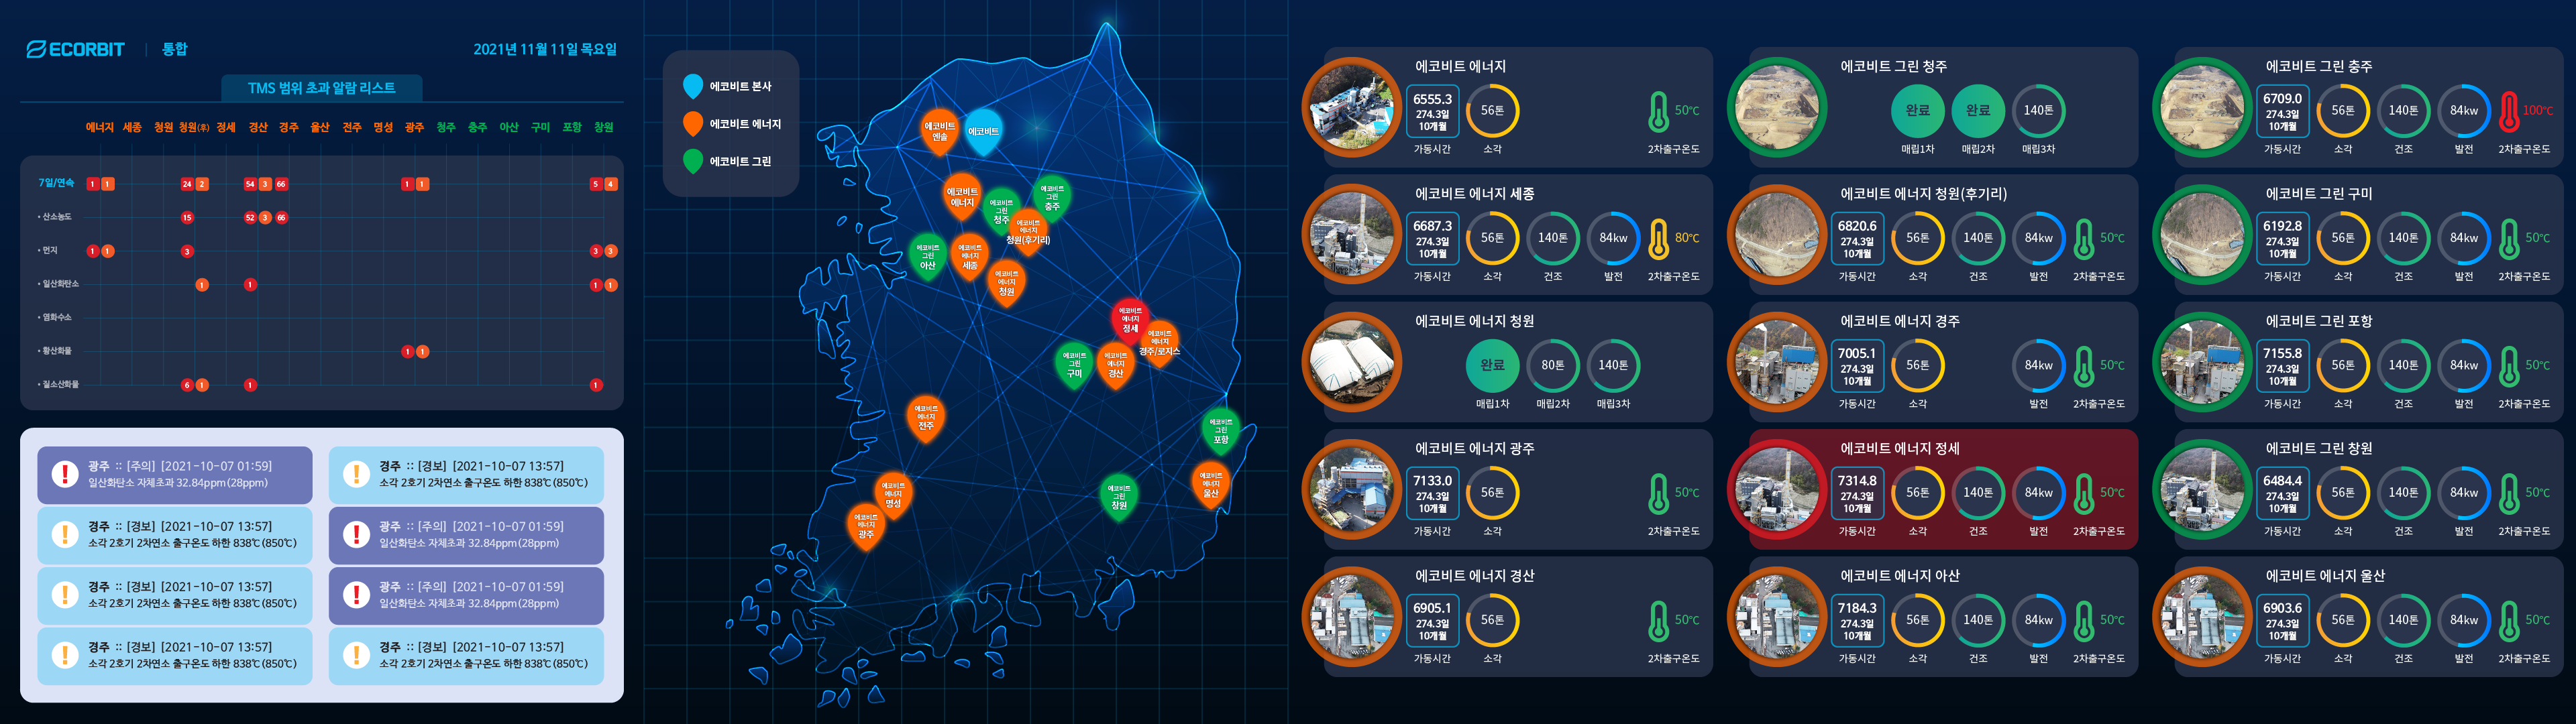 ECORBIT | 통합
2021년 11월 11일 목요일
TMS 범위 초과 알람 리스트
에너지 세종 청원 청원(후) 정세 경산 경주 울산 전주 명성 광주 청주 충주 아산 구미 포항 창원
7일/연속 1 1 24 2 54 3 66 1 1 5 4
• 산소농도 15 52 3 66
• 먼지 1 1 3 3 3
• 일산화탄소 1 1 1 1
• 염화수소
• 황산화물 1 1
• 질소산화물 6 1 1 1
광주 :: [주의] [2021-10-07 01:59]
일산화탄소 자체초과 32.84ppm(28ppm)
경주 :: [경보] [2021-10-07 13:57]
소각 2호기 2차연소 출구온도 하한 838℃(850℃)
경주 :: [경보] [2021-10-07 13:57]
소각 2호기 2차연소 출구온도 하한 838℃(850℃)
광주 :: [주의] [2021-10-07 01:59]
일산화탄소 자체초과 32.84ppm(28ppm)
경주 :: [경보] [2021-10-07 13:57]
소각 2호기 2차연소 출구온도 하한 838℃(850℃)
광주 :: [주의] [2021-10-07 01:59]
일산화탄소 자체초과 32.84ppm(28ppm)
경주 :: [경보] [2021-10-07 13:57]
소각 2호기 2차연소 출구온도 하한 838℃(850℃)
경주 :: [경보] [2021-10-07 13:57]
소각 2호기 2차연소 출구온도 하한 838℃(850℃)
에코비트 본사
에코비트 에너지
에코비트 그린
에코비트
엔솔
에코비트
에코비트
에너지
에코비트
그린
청주
에코비트
그린
충주
에코비트
에너지
청원(후기리)
에코비트
그린
아산
에코비트
에너지
세종
에코비트
에너지
청원
에코비트
에너지
정세
에코비트
에너지
경주/로지스
에코비트
그린
구미
에코비트
에너지
경산
에코비트
에너지
전주
에코비트
그린
포항
에코비트
에너지
울산
에코비트
그린
창원
에코비트
에너지
명성
에코비트
에너지
광주
에코비트 에너지
6555.3
274.3일
10개월
56톤
50℃
가동시간 소각 2차출구온도
에코비트 그린 청주
완료 완료 140톤
매립1차 매립2차 매립3차
에코비트 그린 충주
6709.0
274.3일
10개월
56톤 140톤 84kw 100℃
가동시간 소각 건조 발전 2차출구온도
에코비트 에너지 세종
6687.3
274.3일
10개월
56톤 140톤 84kw 80℃
가동시간 소각 건조 발전 2차출구온도
에코비트 에너지 청원(후기리)
6820.6
274.3일
10개월
56톤 140톤 84kw 50℃
가동시간 소각 건조 발전 2차출구온도
에코비트 그린 구미
6192.8
274.3일
10개월
56톤 140톤 84kw 50℃
가동시간 소각 건조 발전 2차출구온도
에코비트 에너지 청원
완료 80톤 140톤
매립1차 매립2차 매립3차
에코비트 에너지 경주
7005.1
274.3일
10개월
56톤 84kw 50℃
가동시간 소각 발전 2차출구온도
에코비트 그린 포항
7155.8
274.3일
10개월
56톤 140톤 84kw 50℃
가동시간 소각 건조 발전 2차출구온도
에코비트 에너지 광주
7133.0
274.3일
10개월
56톤 50℃
가동시간 소각 2차출구온도
에코비트 에너지 정세
7314.8
274.3일
10개월
56톤 140톤 84kw 50℃
가동시간 소각 건조 발전 2차출구온도
에코비트 그린 창원
6484.4
274.3일
10개월
56톤 140톤 84kw 50℃
가동시간 소각 건조 발전 2차출구온도
에코비트 에너지 경산
6905.1
274.3일
10개월
56톤 50℃
가동시간 소각 2차출구온도
에코비트 에너지 아산
7184.3
274.3일
10개월
56톤 140톤 84kw 50℃
가동시간 소각 건조 발전 2차출구온도
에코비트 에너지 울산
6903.6
274.3일
10개월
56톤 140톤 84kw 50℃
가동시간 소각 건조 발전 2차출구온도